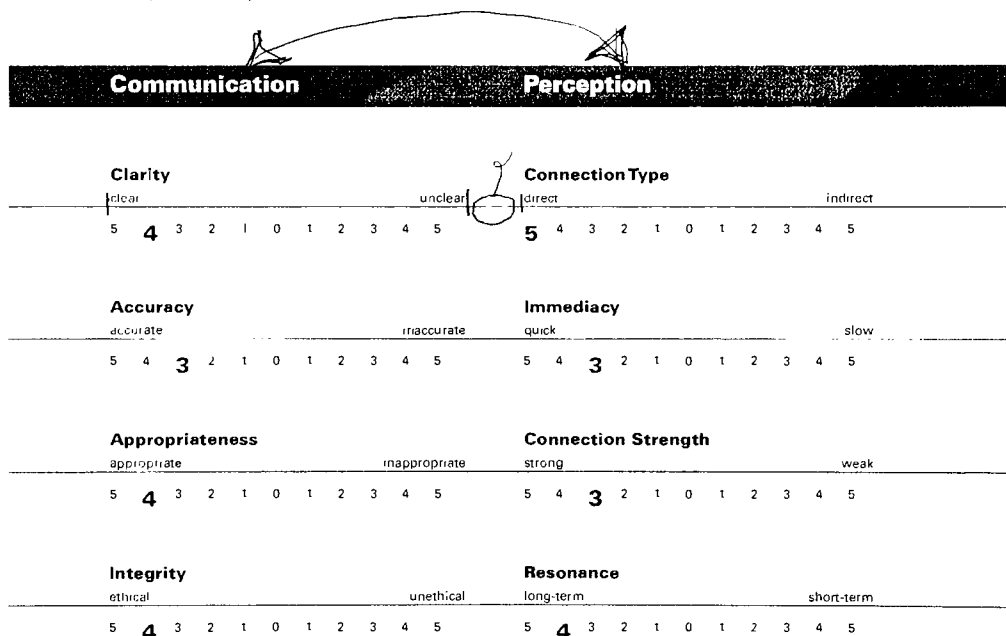 Communication Perception
Clarity Connection Type
clear unclear direct indirect
5 4 3 2 1 0 1 2 3 4 5 5 4 3 2 1 0 1 2 3 4 5
Accuracy Immediacy
accurate inaccurate quick slow
5 4 3 2 1 0 1 2 3 4 5 5 4 3 2 1 0 1 2 3 4 5
Appropriateness Connection Strength
appropriate inappropriate strong weak
5 4 3 2 1 0 1 2 3 4 5 5 4 3 2 1 0 1 2 3 4 5
Integrity Resonance
ethical unethical long-term short-term
5 4 3 2 1 0 1 2 3 4 5 5 4 3 2 1 0 1 2 3 4 5